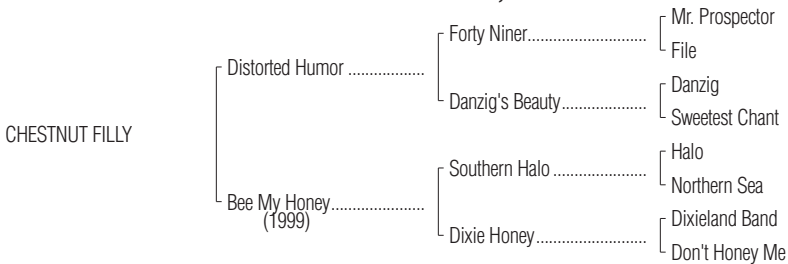 Mr. Prospector
Forty Niner............................
File
Distorted Humor ..................
Danzig
Danzig's Beauty....................
Sweetest Chant
CHESTNUT FILLY
Halo
Southern Halo ......................
Northern Sea
Bee My Honey......................
(1999)
Dixieland Band
Dixie Honey..........................
Don't Honey Me